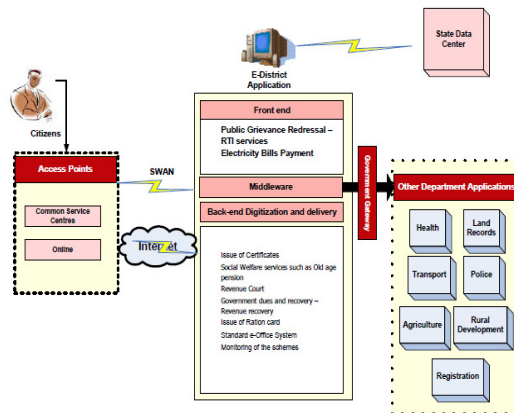 State Data
Center
E-District
Application
Citizens
Access Points
Common Service
Centres
Online
SWAN
Internet
Front end
Public Grievance Redressal –
RTI services
Electricity Bills Payment
Middleware
Back-end Digitization and delivery
Issue of Certificates
Social Welfare services such as Old age
pension
Revenue Court
Government dues and recovery –
Revenue recovery
Issue of Ration card
Standard e-Office System
Monitoring of the schemes
Government Gateway
Other Department Applications
Health
Land
Records
Transport
Police
Agriculture
Rural
Development
Registration